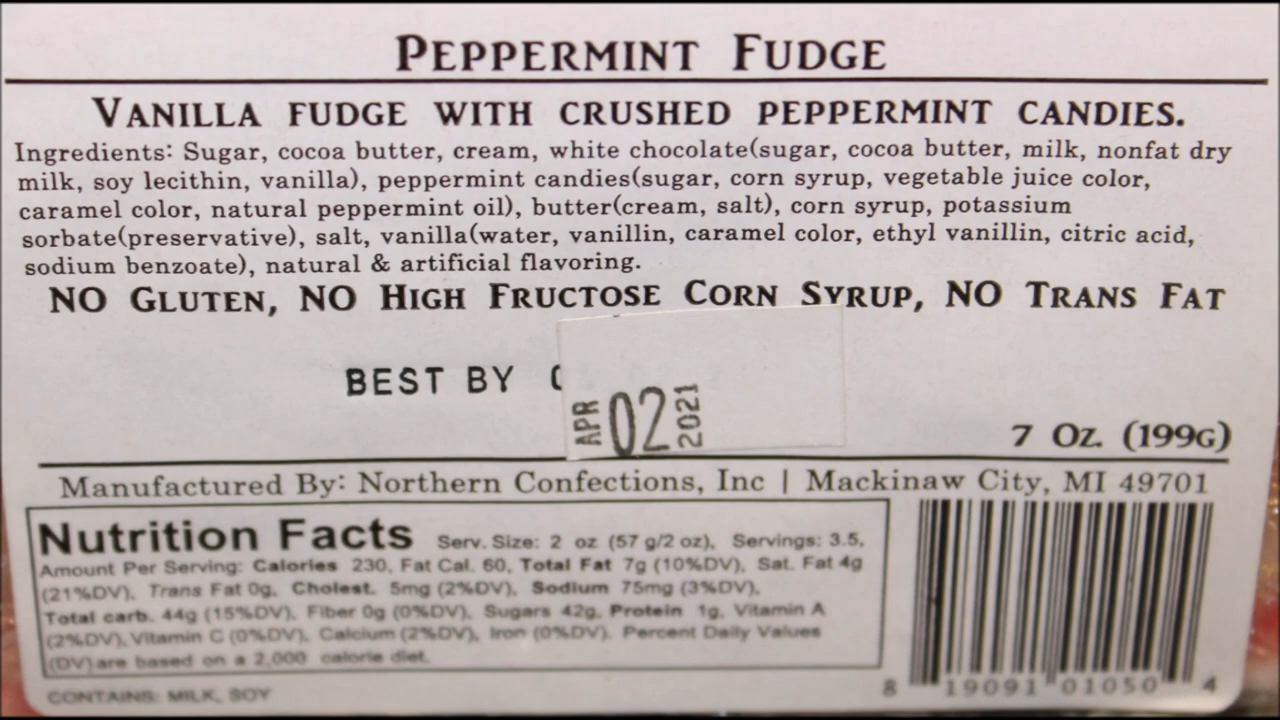 PEPPERMINT FUDGE
VANILLA FUDGE WITH CRUSHED PEPPERMINT CANDIES.
Ingredients: Sugar, cocoa butter, cream, white chocolate(sugar, cocoa butter, milk, nonfat dry
milk, soy lecithin, vanilla), peppermint candies(sugar, corn syrup, vegetable juice color,
caramel color, natural peppermint oil), butter(cream, salt), corn syrup, potassium
sorbate(preservative), salt, vanilla(water, vanillin, caramel color, ethyl vanillin, citric acid,
sodium benzoate), natural & artificial flavoring.
NO GLUTEN, NO HIGH FRUCTOSE CORN SYRUP, NO TRANS FAT
BEST BY
APR 02 2021
7 OZ. (199G)
Manufactured By: Northern Confections, Inc | Mackinaw City, MI 49701
Nutrition Facts Serv. Size: 2 oz (57 g/2 oz), Servings: 3.5,
Amount Per Serving: Calories 230, Fat Cal. 60, Total Fat 7g (10%DV), Sat. Fat 4g
(21%DV), Trans Fat 0g, Cholest. 5mg (2%DV), Sodium 75mg (3%DV),
Total carb. 44g (15%DV), Fiber 0g (0%DV), Sugars 42g, Protein 1g, Vitamin A
(2%DV), Vitamin C (0%DV), Calcium (2%DV), Iron (0%DV). Percent Daily Values
(DV) are based on a 2,000 calorie diet.
CONTAINS: MILK, SOY
8 19091 01050 4